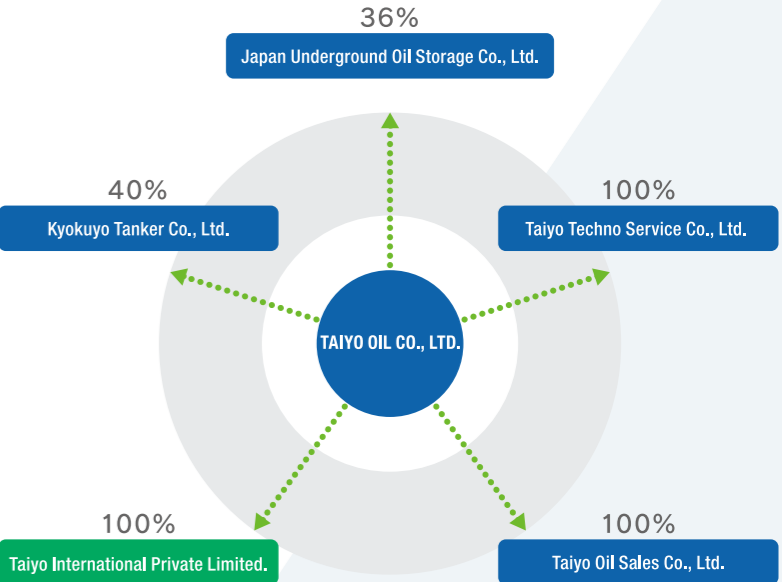 36%
Japan Underground Oil Storage Co., Ltd.
40%
Kyokuyo Tanker Co., Ltd.
100%
Taiyo Techno Service Co., Ltd.
TAIYO OIL CO., LTD.
100%
Taiyo International Private Limited.
100%
Taiyo Oil Sales Co., Ltd.